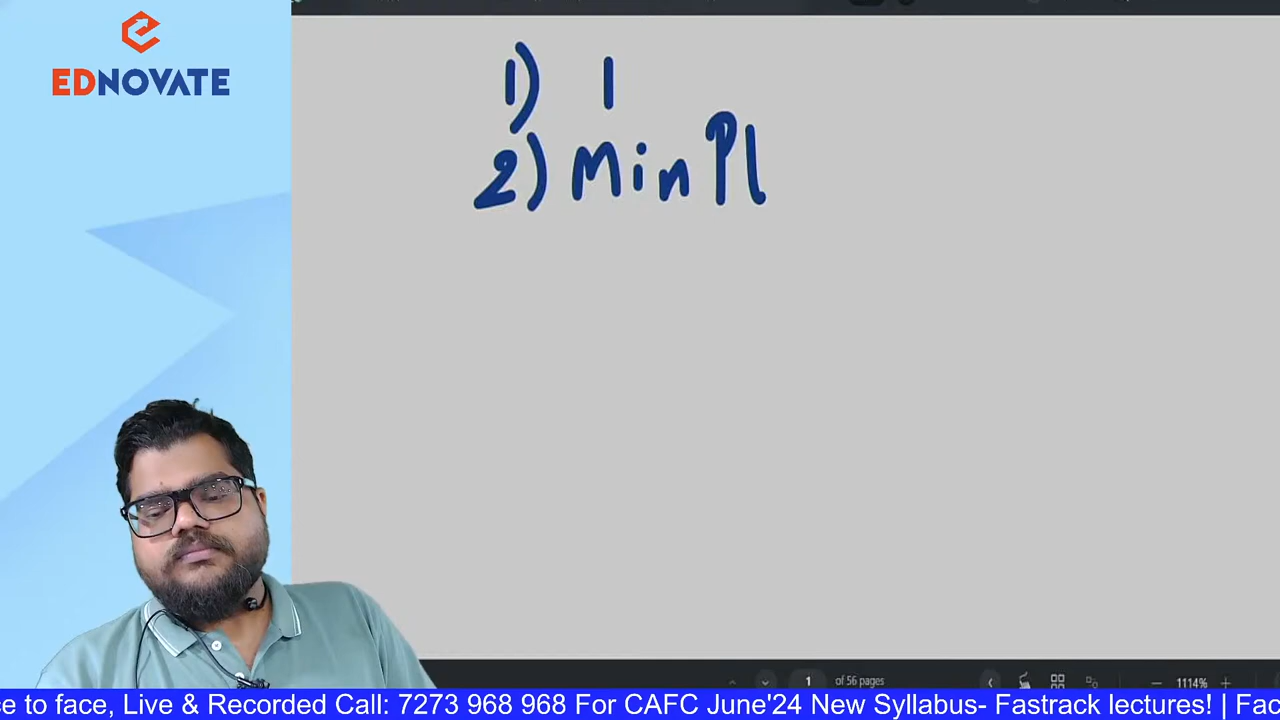 EDNOVATE
1) 1
2) Min Pl
1 of 56 pages
1114%
ce to face, Live & Recorded Call: 7273 968 968 For CAFC June'24 New Syllabus- Fastrack lectures! | Fac